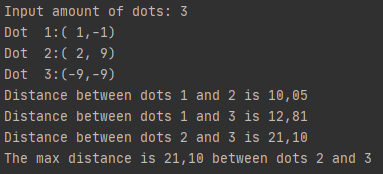 Input amount of dots: 3
Dot  1:( 1,-1)
Dot  2:( 2, 9)
Dot  3:(-9,-9)
Distance between dots 1 and 2 is 10,05
Distance between dots 1 and 3 is 12,81
Distance between dots 2 and 3 is 21,10
The max distance is 21,10 between dots 2 and 3